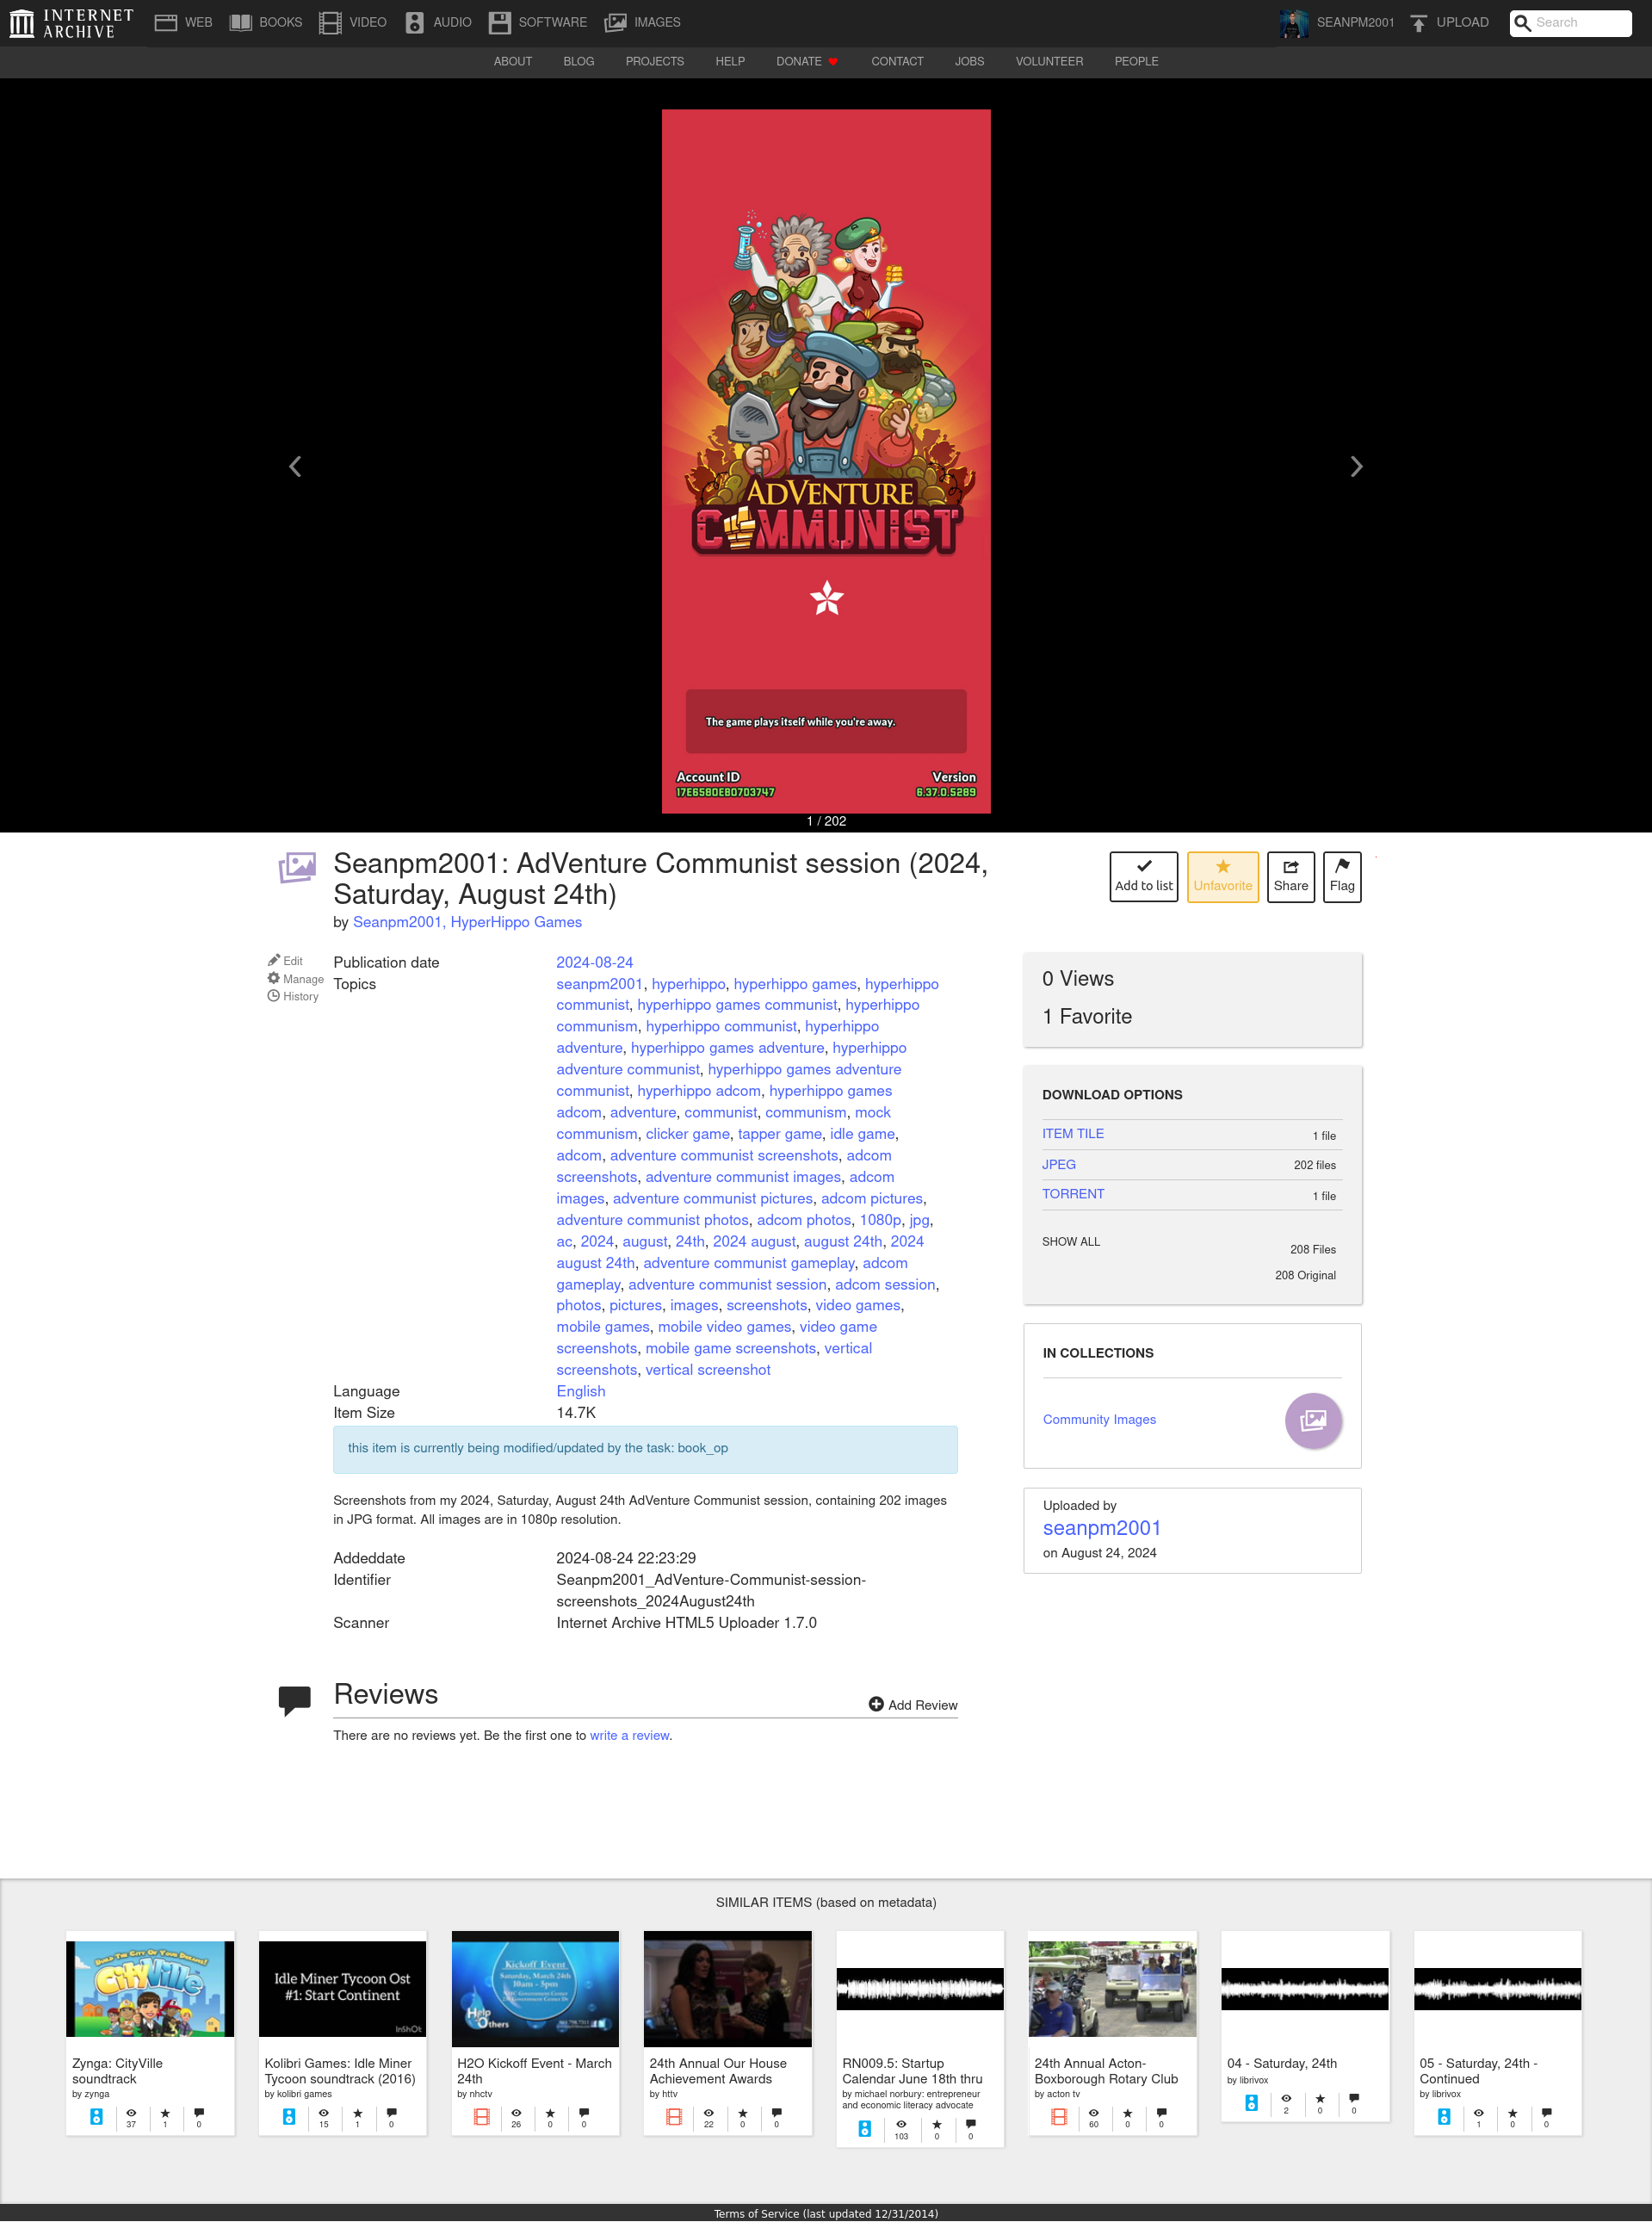 INTERNET ARCHIVE
WEB BOOKS VIDEO AUDIO SOFTWARE IMAGES SEANPM2001 UPLOAD Search
ABOUT BLOG PROJECTS HELP DONATE CONTACT JOBS VOLUNTEER PEOPLE
ADVENTURE
COMMUNIST
The game plays itself while you're away.
Account ID Version
17E6580EB07D3747 6.37.0.5289
1 / 202
Seanpm2001: AdVenture Communist session (2024,
Saturday, August 24th)
by Seanpm2001, HyperHippo Games
Add to list Unfavorite Share Flag
Edit
Manage
History
Publication date 2024-08-24
Topics seanpm2001, hyperhippo, hyperhippo games, hyperhippo
communist, hyperhippo games communist, hyperhippo
communism, hyperhippo communist, hyperhippo
adventure, hyperhippo games adventure, hyperhippo
adventure communist, hyperhippo games adventure
communist, hyperhippo adcom, hyperhippo games
adcom, adventure, communist, communism, mock
communism, clicker game, tapper game, idle game,
adcom, adventure communist screenshots, adcom
screenshots, adventure communist images, adcom
images, adventure communist pictures, adcom pictures,
adventure communist photos, adcom photos, 1080p, jpg,
ac, 2024, august, 24th, 2024 august, august 24th, 2024
august 24th, adventure communist gameplay, adcom
gameplay, adventure communist session, adcom session,
photos, pictures, images, screenshots, video games,
mobile games, mobile video games, video game
screenshots, mobile game screenshots, vertical
screenshots, vertical screenshot
Language English
Item Size 14.7K
this item is currently being modified/updated by the task: book_op
Screenshots from my 2024, Saturday, August 24th AdVenture Communist session, containing 202 images
in JPG format. All images are in 1080p resolution.
Addeddate 2024-08-24 22:23:29
Identifier Seanpm2001_AdVenture-Communist-session-
screenshots_2024August24th
Scanner Internet Archive HTML5 Uploader 1.7.0
Reviews
Add Review
There are no reviews yet. Be the first one to write a review.
0 Views
1 Favorite
DOWNLOAD OPTIONS
ITEM TILE 1 file
JPEG 202 files
TORRENT 1 file
SHOW ALL 208 Files
208 Original
IN COLLECTIONS
Community Images
Uploaded by
seanpm2001
on August 24, 2024
SIMILAR ITEMS (based on metadata)
BUILD THE CITY OF YOUR DREAMS!
CityVille
Zynga: CityVille
soundtrack
by zynga
37 1 0
Idle Miner Tycoon Ost
#1: Start Continent
InShOt
Kolibri Games: Idle Miner
Tycoon soundtrack (2016)
by kolibri games
15 1 0
Kickoff Event
Saturday, March 24th
10am - 5pm
Help
Others
H2O Kickoff Event - March
24th
by nhctv
26 0 0
24th Annual Our House
Achievement Awards
by httv
22 0 0
RN009.5: Startup
Calendar June 18th thru
by michael norbury: entrepreneur
and economic literacy advocate
103 0 0
24th Annual Acton-
Boxborough Rotary Club
by acton tv
60 0 0
04 - Saturday, 24th
by librivox
2 0 0
05 - Saturday, 24th -
Continued
by librivox
1 0 0
Terms of Service (last updated 12/31/2014)